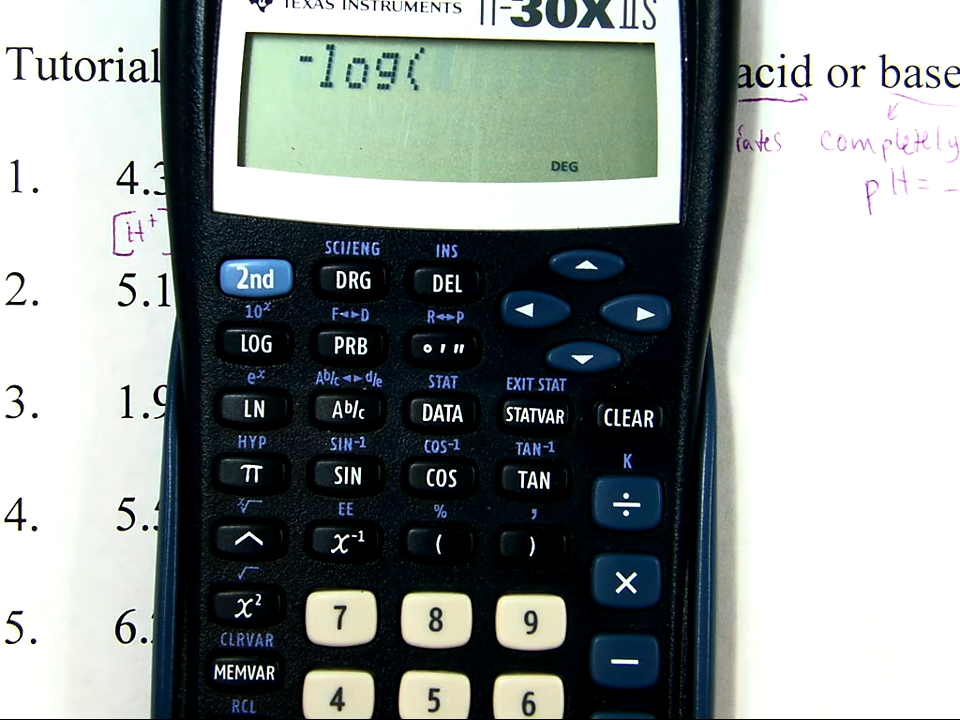 TEXAS INSTRUMENTS TI-30X IIS
-log(
DEG
Tutorial acid or base
completely
pH = -
1. 4.3
[H+]
2. 5.1
3. 1.9
4. 5.
5. 6.
SCI/ENG INS
2nd DRG DEL
10ˣ F◄►D R◄►P
LOG PRB ° ' "
eˣ Ab/c◄►d/e STAT EXIT STAT
LN Ab/c DATA STATVAR CLEAR
HYP SIN⁻¹ COS⁻¹ TAN⁻¹ K
π SIN COS TAN ÷
ˣ√ EE % ,
^ x⁻¹ ( ) ×
√
x² 7 8 9
CLRVAR
MEMVAR 4 5 6 −
RCL